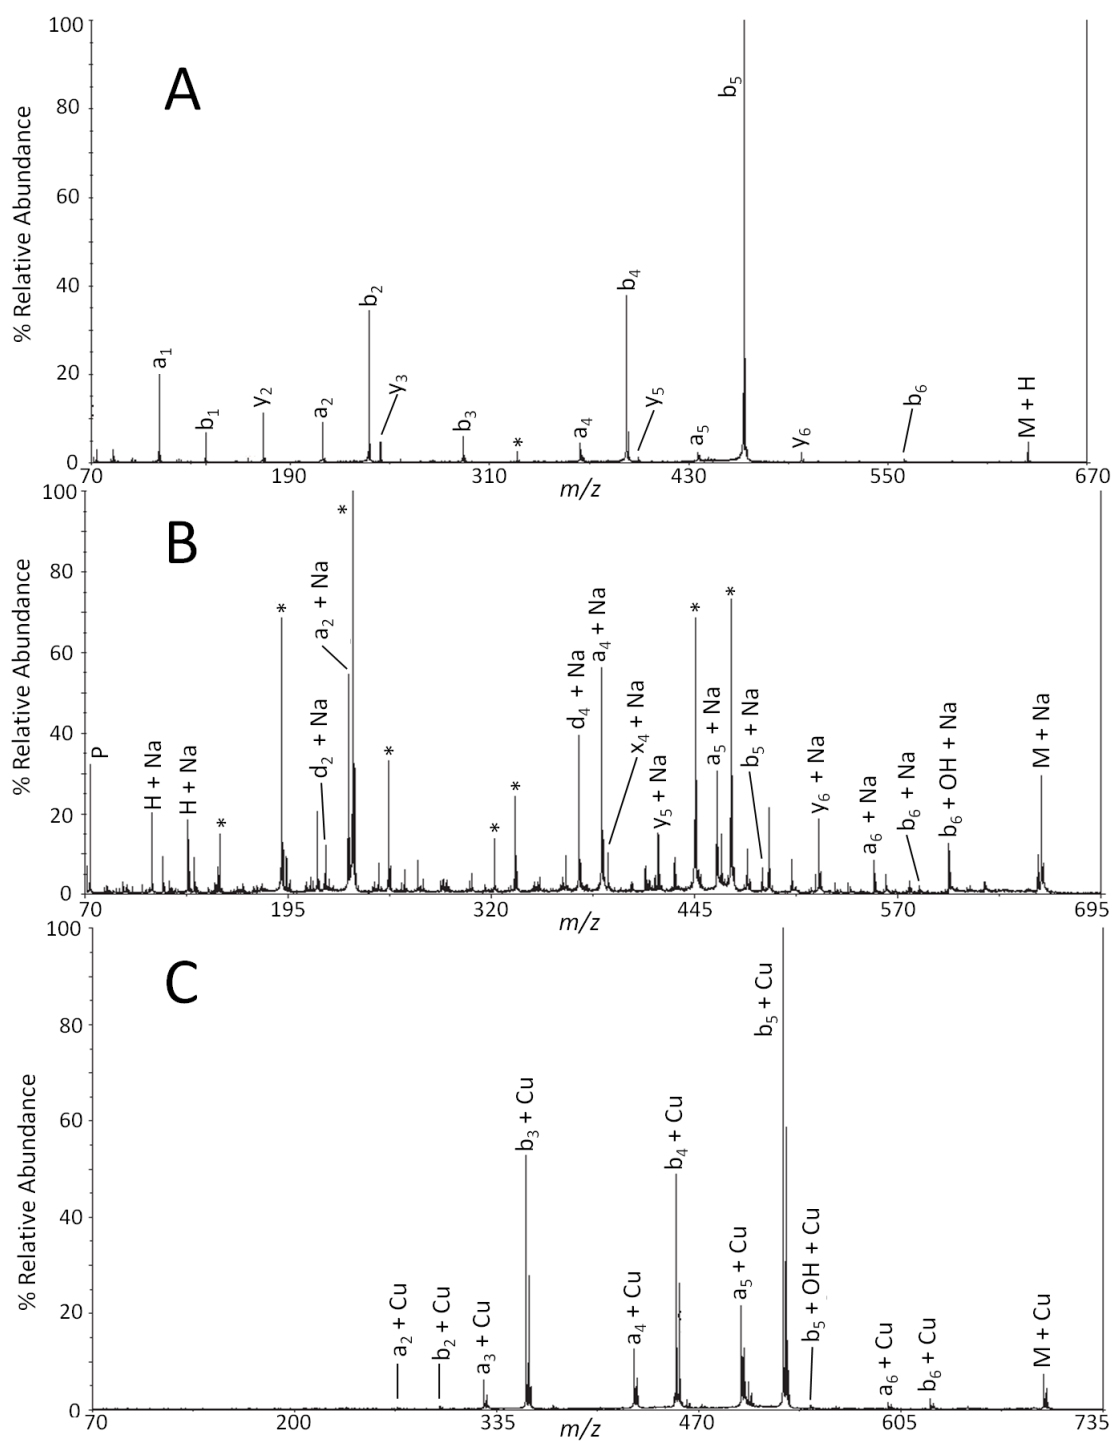 A
% Relative Abundance
100
80
60
40
20
0
a1
b1
y2
a2
b2
y3
b3
*
a4
b4
y5
a5
b5
y6
b6
M + H
70
190
310
430
550
670
m/z
B
% Relative Abundance
100
80
60
40
20
0
P
H + Na
H + Na
*
*
d2 + Na
a2 + Na
*
*
*
*
d4 + Na
a4 + Na
x4 + Na
y5 + Na
*
a5 + Na
*
b5 + Na
y6 + Na
a6 + Na
b6 + Na
b6 + OH + Na
M + Na
70
195
320
445
570
695
m/z
C
% Relative Abundance
100
80
60
40
20
0
a2 + Cu
b2 + Cu
a3 + Cu
b3 + Cu
a4 + Cu
b4 + Cu
a5 + Cu
b5 + Cu
b5 + OH + Cu
a6 + Cu
b6 + Cu
M + Cu
70
200
335
470
605
735
m/z